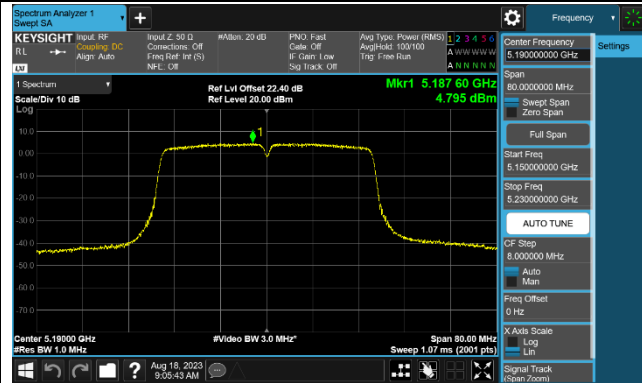 Spectrum Analyzer 1
Swept SA
+
Frequency
KEYSIGHT
RL
LXI
Input: RF
Coupling: DC
Align: Auto
Input Z: 50 Ω
Corrections: Off
Freq Ref: Int (S)
NFE: Off
#Atten: 20 dB
PNO: Fast
Gate: Off
IF Gain: Low
Sig Track: Off
Avg Type: Power (RMS)
Avg|Hold: 100/100
Trig: Free Run
1 2 3 4 5 6
A W W W W W
A N N N N N
1 Spectrum
Scale/Div 10 dB
Log
Ref Lvl Offset 22.40 dB
Ref Level 20.00 dBm
Mkr1 5.187 60 GHz
4.795 dBm
1
10.0
0.00
-10.0
-20.0
-30.0
-40.0
-50.0
-60.0
-70.0
Center 5.19000 GHz
#Res BW 1.0 MHz
#Video BW 3.0 MHz*
Span 80.00 MHz
Sweep 1.07 ms (2001 pts)
Aug 18, 2023
9:05:43 AM
?
Center Frequency
5.190000000 GHz
Settings
Span
80.0000000 MHz
Swept Span
Zero Span
Full Span
Start Freq
5.150000000 GHz
Stop Freq
5.230000000 GHz
AUTO TUNE
CF Step
8.000000 MHz
Auto
Man
Freq Offset
0 Hz
X Axis Scale
Log
Lin
Signal Track
(Span Zoom)